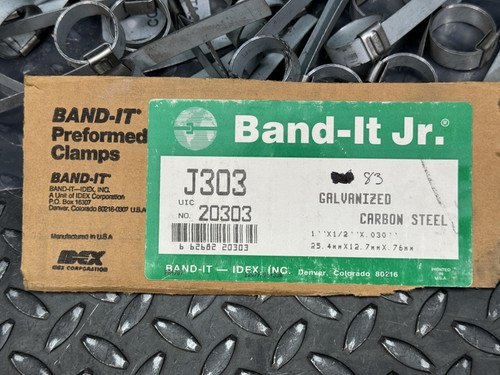 BAND-IT®
Preformed
Clamps
BAND-IT®
BAND-IT—IDEX, INC.
A Unit of IDEX Corporation
P.O. Box 16307
Denver, Colorado 80216-0307 U.S.A
Manufactured in U.S.A
IDEX
IDEX CORPORATION
Band-It Jr.®
J303
UIC
NO. 20303
6 62682 20303
83
GALVANIZED
CARBON STEEL
1''X1/2''X.030''
25.4mmX12.7mmX.76mm
BAND-IT — IDEX, INC. Denver, Colorado 80216
PRINTED IN
U.S.A.